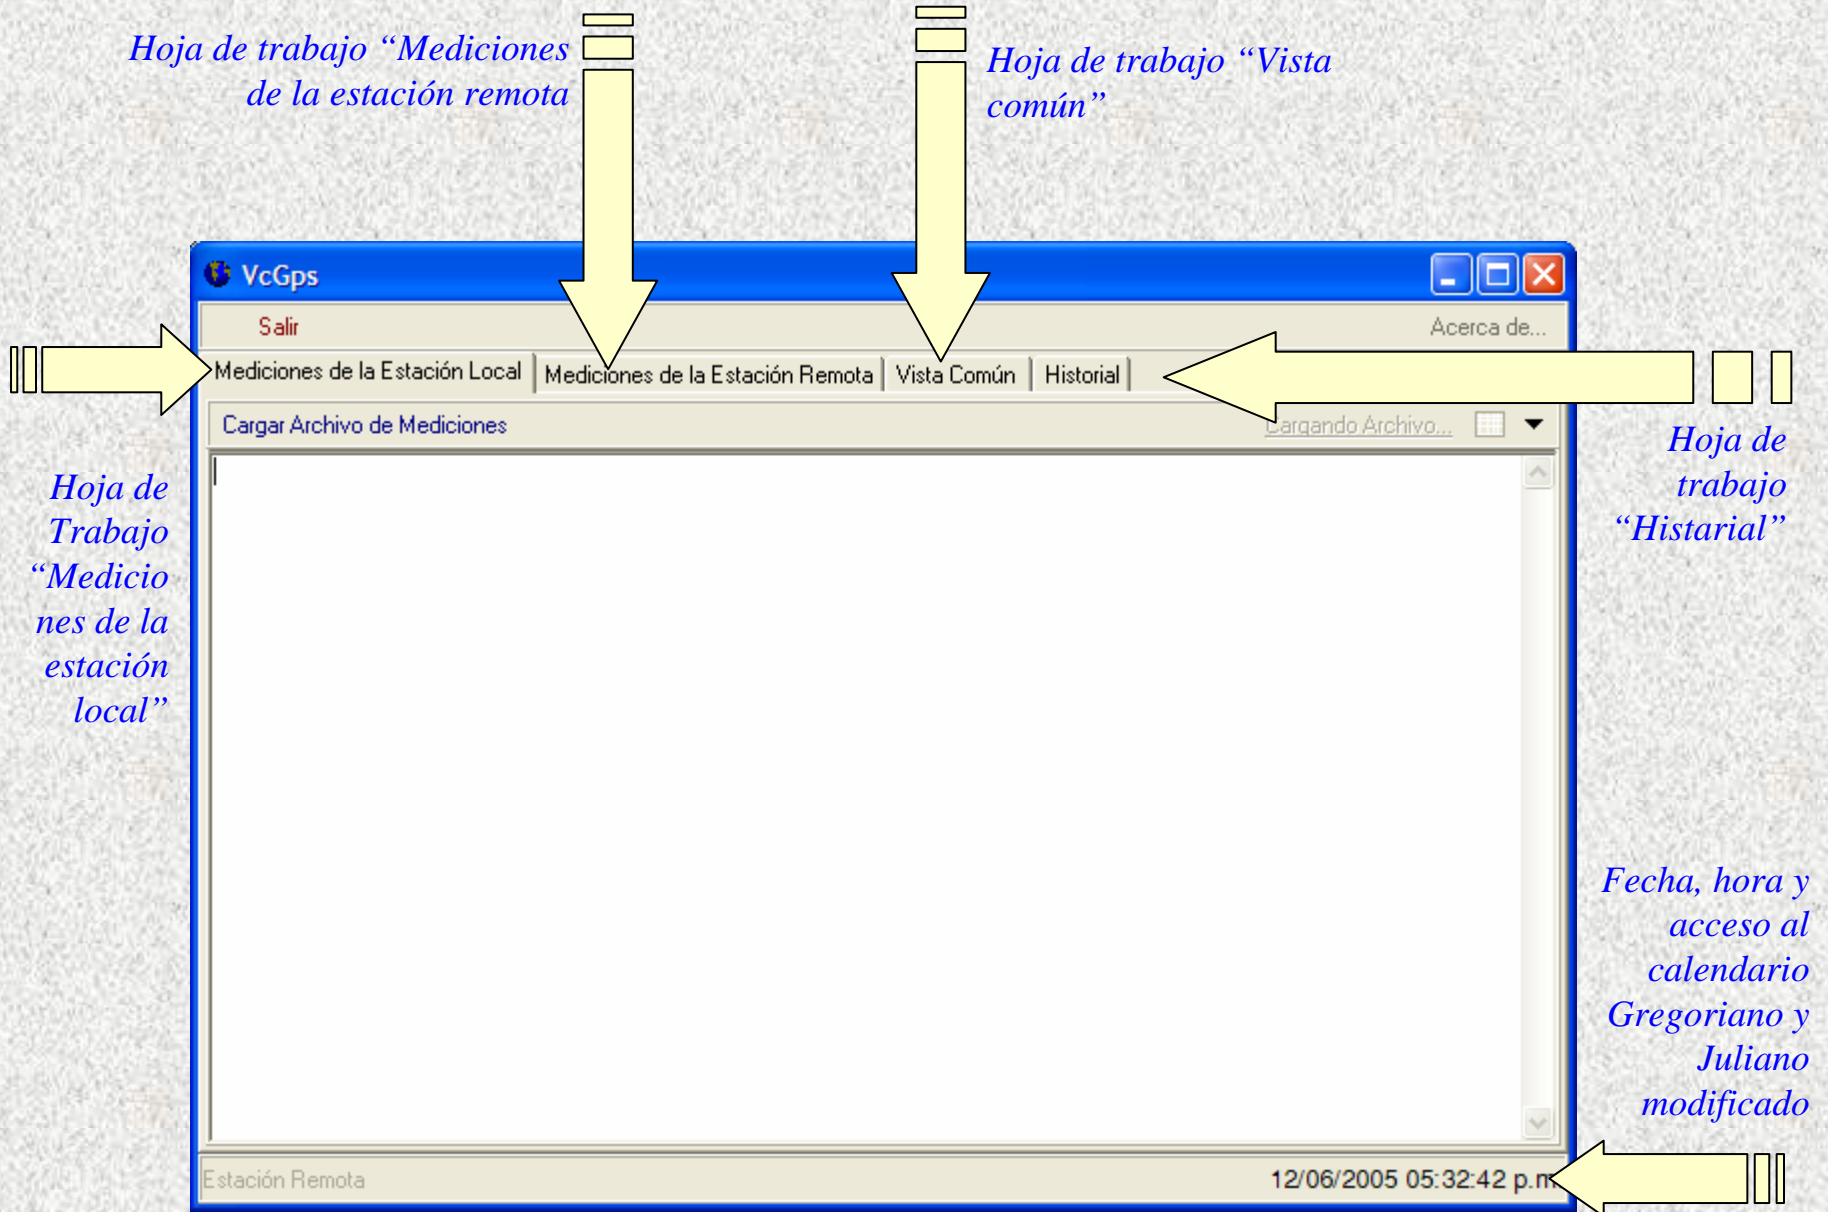 Hoja de trabajo “Mediciones
de la estación remota
Hoja de trabajo “Vista
común”
VcGps
Salir
Acerca de...
Mediciones de la Estación Local
Mediciones de la Estación Remota
Vista Común
Historial
Cargar Archivo de Mediciones
Cargando Archivo...
Hoja de
Trabajo
“Medicio
nes de la
estación
local”
Hoja de
trabajo
“Histarial”
Fecha, hora y
acceso al
calendario
Gregoriano y
Juliano
modificado
Estación Remota
12/06/2005 05:32:42 p.m